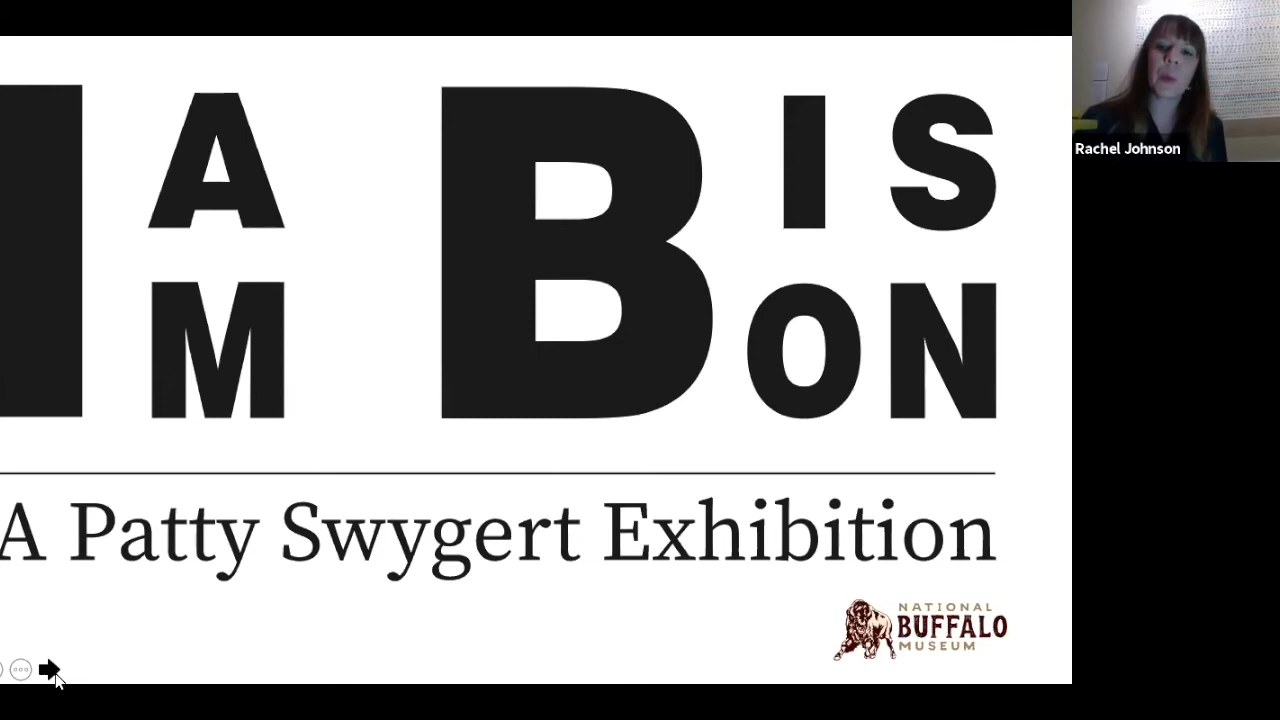 I AM BISON
A Patty Swygert Exhibition
NATIONAL
BUFFALO
MUSEUM
Rachel Johnson